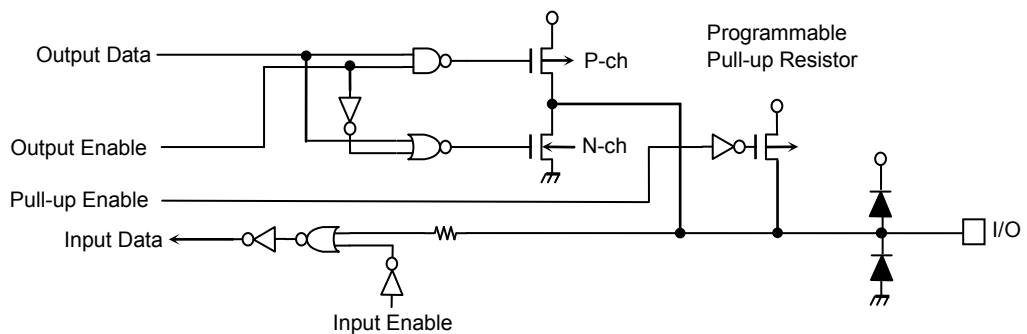 Programmable
Pull-up Resistor
Output Data
P-ch
Output Enable
N-ch
Pull-up Enable
Input Data
I/O
Input Enable